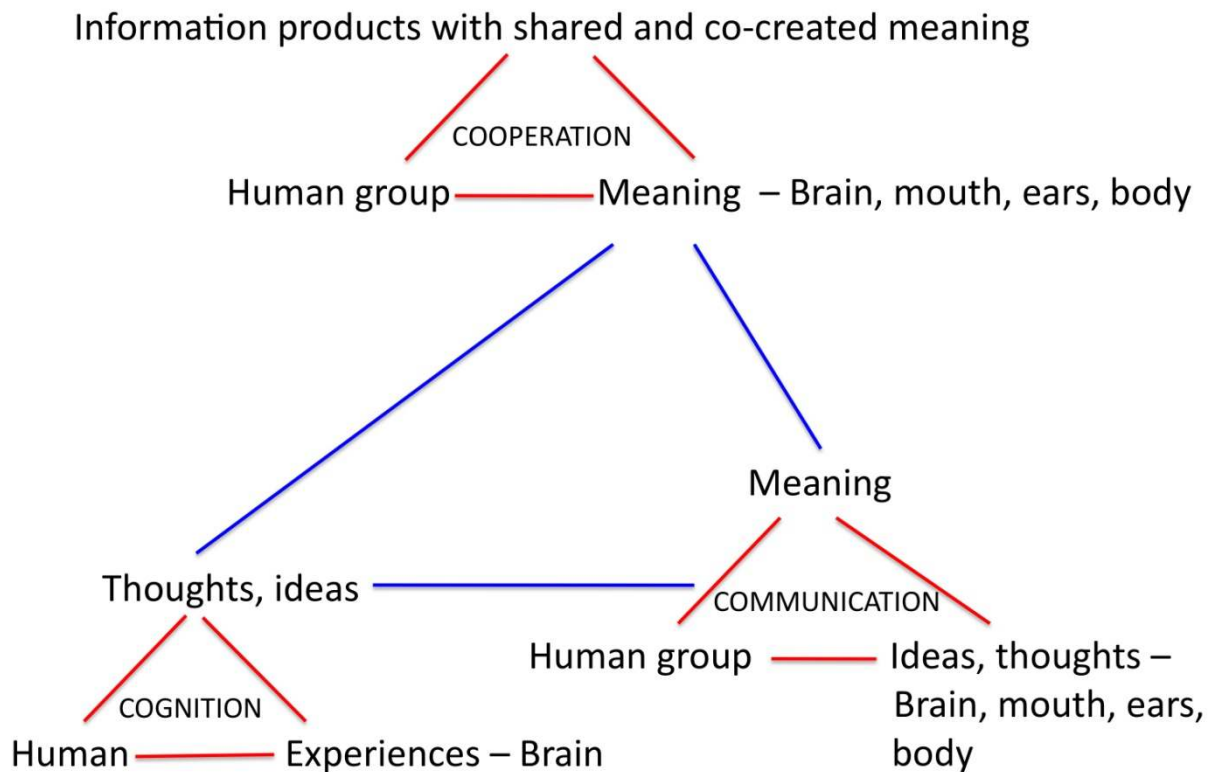 Information products with shared and co-created meaning
COOPERATION
Human group Meaning – Brain, mouth, ears, body
Meaning
Thoughts, ideas
COMMUNICATION
Human group Ideas, thoughts –
Brain, mouth, ears,
body
COGNITION
Human Experiences – Brain